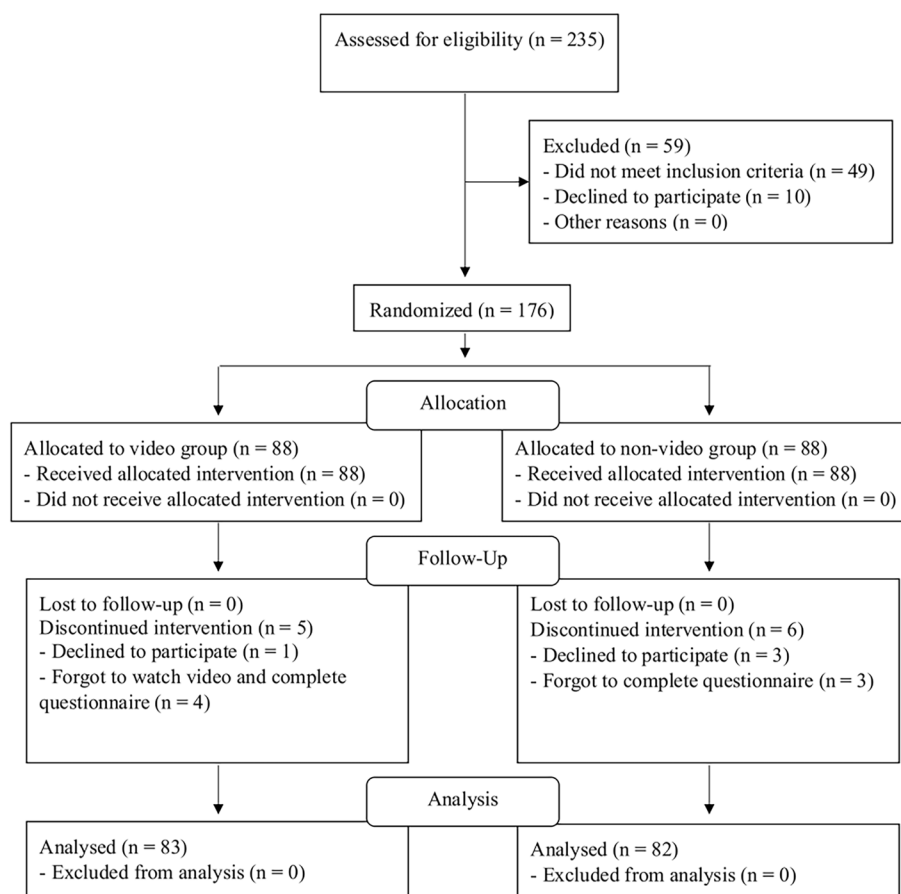 Assessed for eligibility (n = 235)
Excluded (n = 59)
- Did not meet inclusion criteria (n = 49)
- Declined to participate (n = 10)
- Other reasons (n = 0)
Randomized (n = 176)
Allocation
Allocated to video group (n = 88)
- Received allocated intervention (n = 88)
- Did not receive allocated intervention (n = 0)
Allocated to non-video group (n = 88)
- Received allocated intervention (n = 88)
- Did not receive allocated intervention (n = 0)
Follow-Up
Lost to follow-up (n = 0)
Discontinued intervention (n = 5)
- Declined to participate (n = 1)
- Forgot to watch video and complete
questionnaire (n = 4)
Lost to follow-up (n = 0)
Discontinued intervention (n = 6)
- Declined to participate (n = 3)
- Forgot to complete questionnaire (n = 3)
Analysis
Analysed (n = 83)
- Excluded from analysis (n = 0)
Analysed (n = 82)
- Excluded from analysis (n = 0)